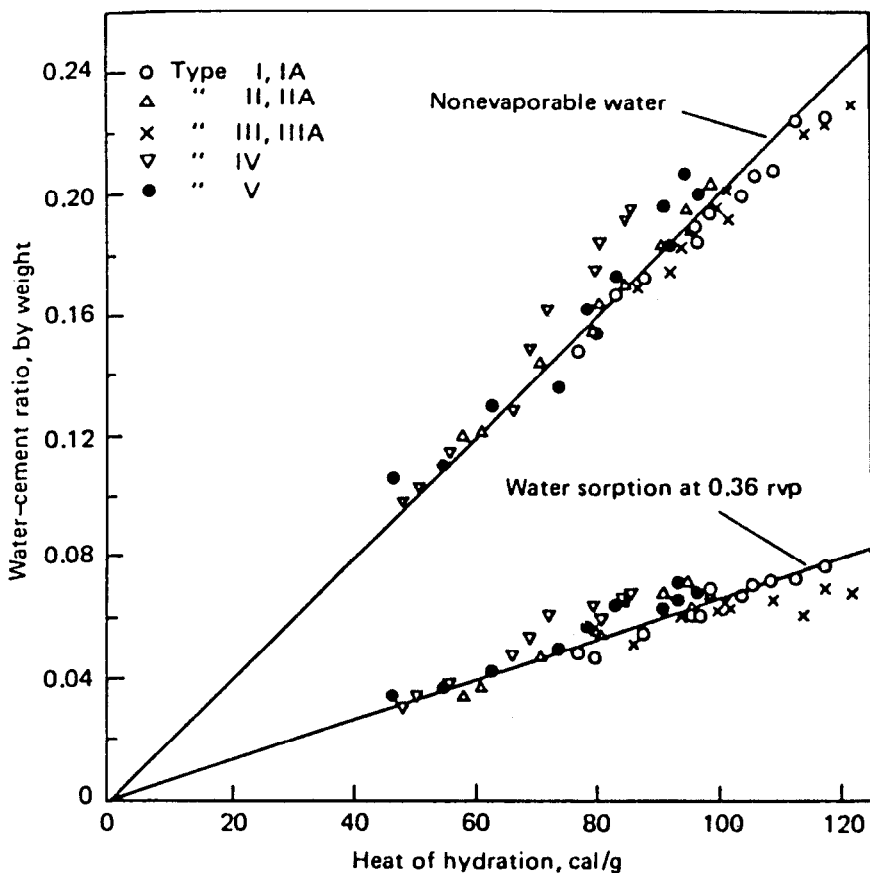 0.24
0.20
0.16
0.12
0.08
0.04
0
Water–cement ratio, by weight
Type I, IA
“ II, IIA
“ III, IIIA
“ IV
“ V
Nonevaporable water
Water sorption at 0.36 rvp
0 20 40 60 80 100 120
Heat of hydration, cal/g